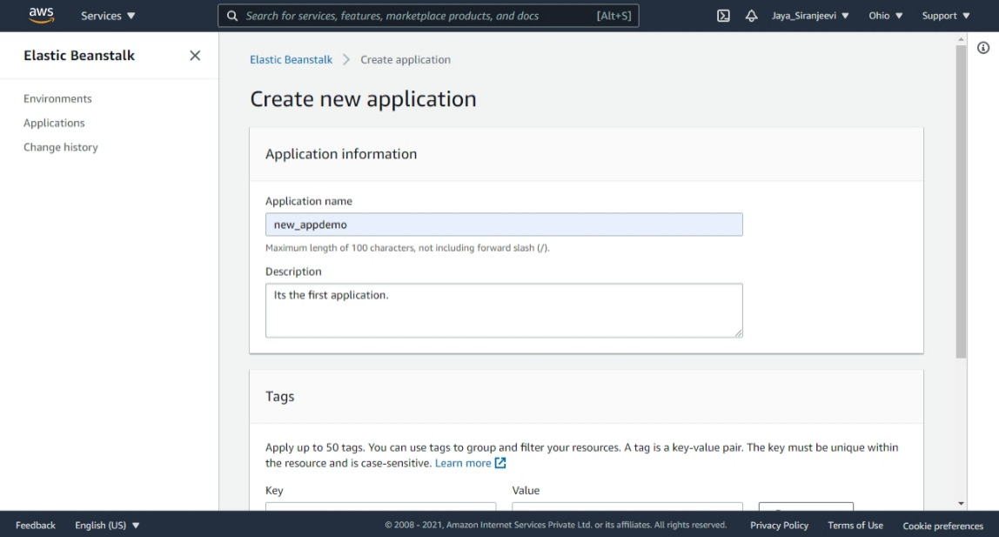 aws
Services
Search for services, features, marketplace products, and docs
[Alt+S]
Jaya_Siranjeevi
Ohio
Support
Elastic Beanstalk
Environments
Applications
Change history
Elastic Beanstalk
Create application
Create new application
Application information
Application name
new_appdemo
Maximum length of 100 characters, not including forward slash (/).
Description
Its the first application.
Tags
Apply up to 50 tags. You can use tags to group and filter your resources. A tag is a key-value pair. The key must be unique within
the resource and is case-sensitive. Learn more
Key
Value
Feedback
English (US)
© 2008 - 2021, Amazon Internet Services Private Ltd. or its affiliates. All rights reserved.
Privacy Policy
Terms of Use
Cookie preferences